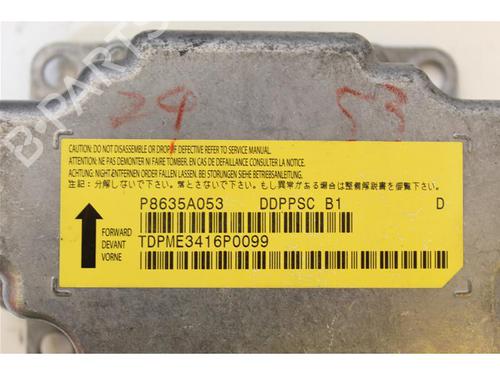 B-PARTS
29
53
CAUTION: DO NOT DISASSEMBLE OR DROP. IF DEFECTIVE REFER TO SERVICE MANUAL.
ATTENTION: NE PAS DEMONTER NI FAIRE TOMBER, EN CAS DE DEFAILLANCE CONSULTER LA NOTICE.
ACHTUNG: NICHT ENTFERNEN ODER FALLEN LASSEN. SIEHE BETRIEBSANLEITUNG.
注記：分解しないで下さい。落とさないで下さい。もし異常がある場合は整備解説書を御覧下さい。
P8635A053 DDPPSC B1 D
FORWARD
DEVANT
VORNE
TDPME3416P0099